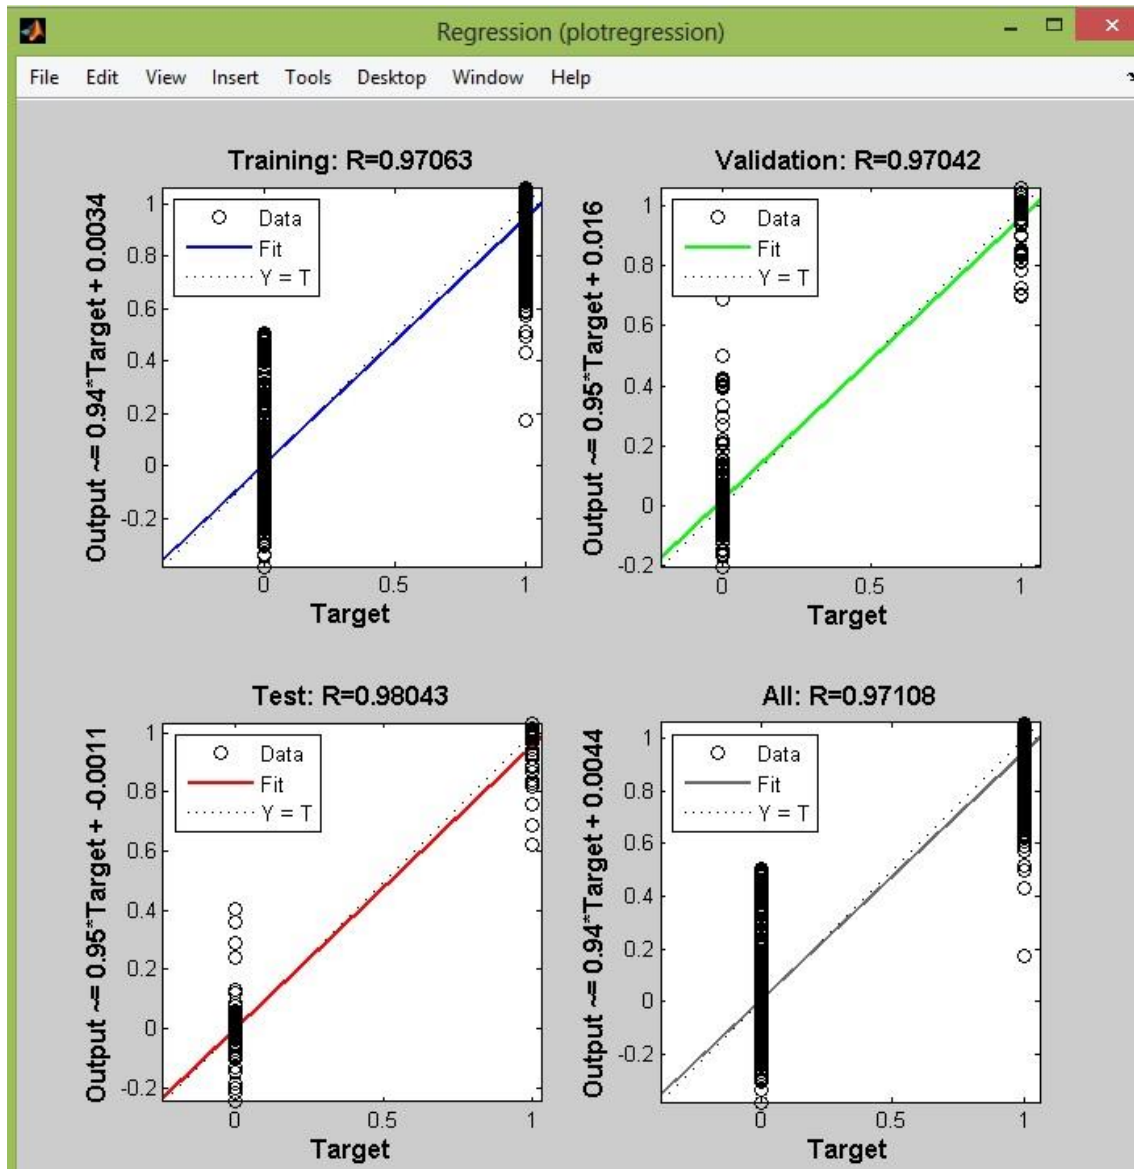 Regression (plotregression)
File Edit View Insert Tools Desktop Window Help
Training: R=0.97063
Output ~= 0.94*Target + 0.0034
1
0.8
0.6
0.4
0.2
0
-0.2
Data
Fit
Y = T
0 0.5 1
Target
Validation: R=0.97042
Output ~= 0.95*Target + 0.016
1
0.8
0.6
0.4
0.2
0
-0.2
Data
Fit
Y = T
0 0.5 1
Target
Test: R=0.98043
Output ~= 0.95*Target + -0.0011
1
0.8
0.6
0.4
0.2
0
-0.2
Data
Fit
Y = T
0 0.5 1
Target
All: R=0.97108
Output ~= 0.94*Target + 0.0044
1
0.8
0.6
0.4
0.2
0
-0.2
Data
Fit
Y = T
0 0.5 1
Target